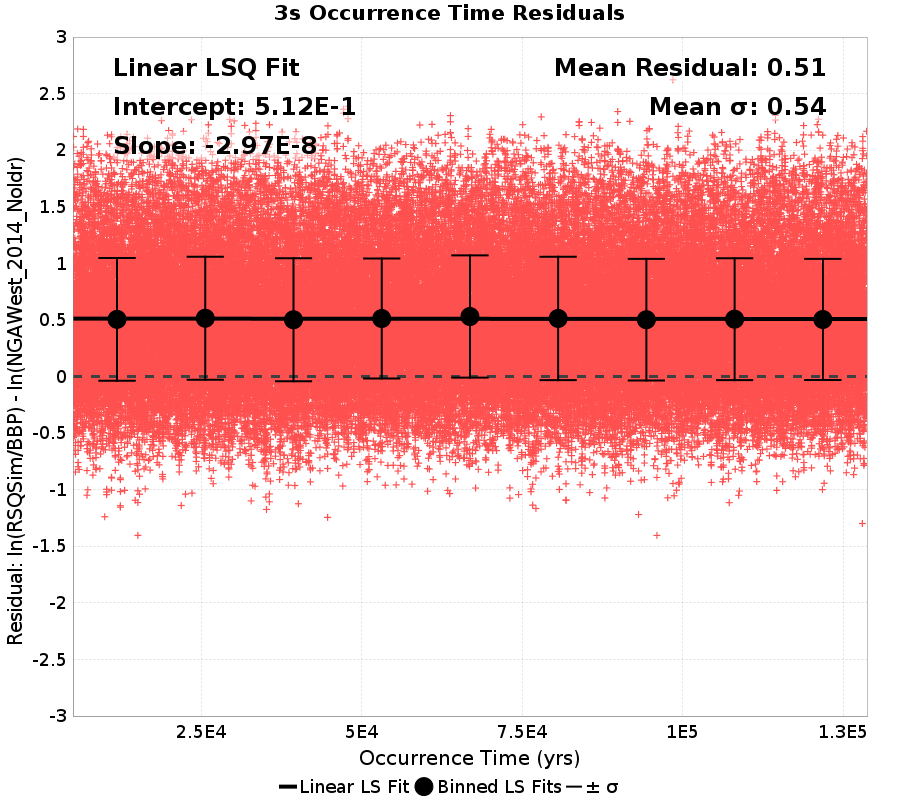 3s Occurrence Time Residuals
Linear LSQ Fit
Intercept: 5.12E-1
Slope: -2.97E-8
Mean Residual: 0.51
Mean σ: 0.54
Residual: ln(RSQSim/BBP) - ln(NGAWest_2014_NoIdr)
3
2.5
2
1.5
1
0.5
0
-0.5
-1
-1.5
-2
-2.5
-3
2.5E4
5E4
7.5E4
1E5
1.3E5
Occurrence Time (yrs)
Linear LS Fit
Binned LS Fits
± σ